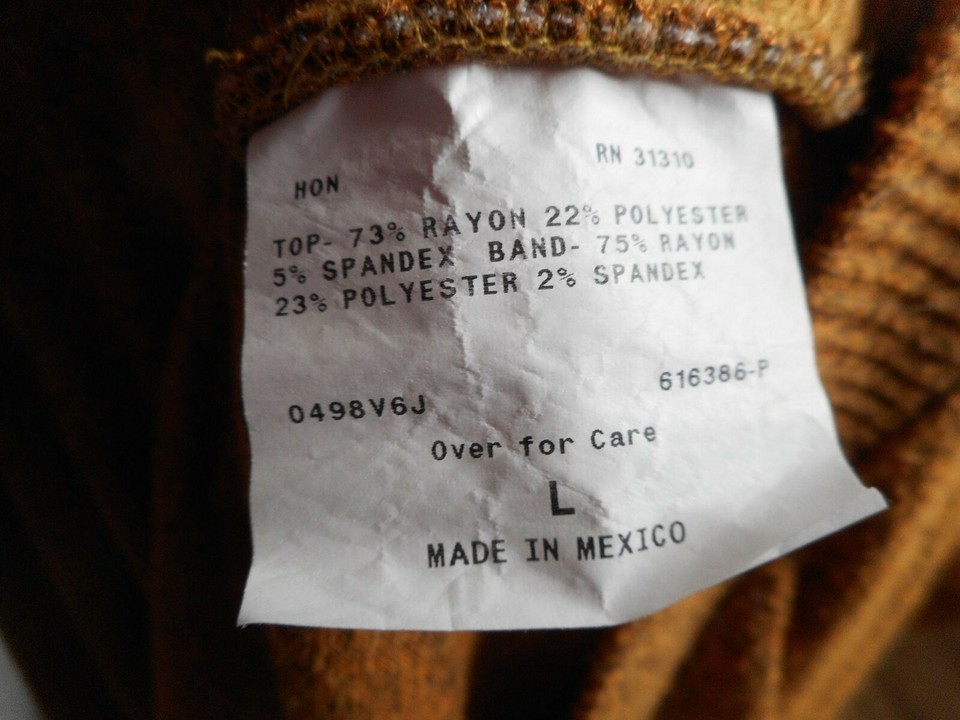 RN 31310
HON
TOP- 73% RAYON 22% POLYESTER
5% SPANDEX BAND- 75% RAYON
23% POLYESTER 2% SPANDEX
616386-P
0498V6J
Over for Care
L
MADE IN MEXICO